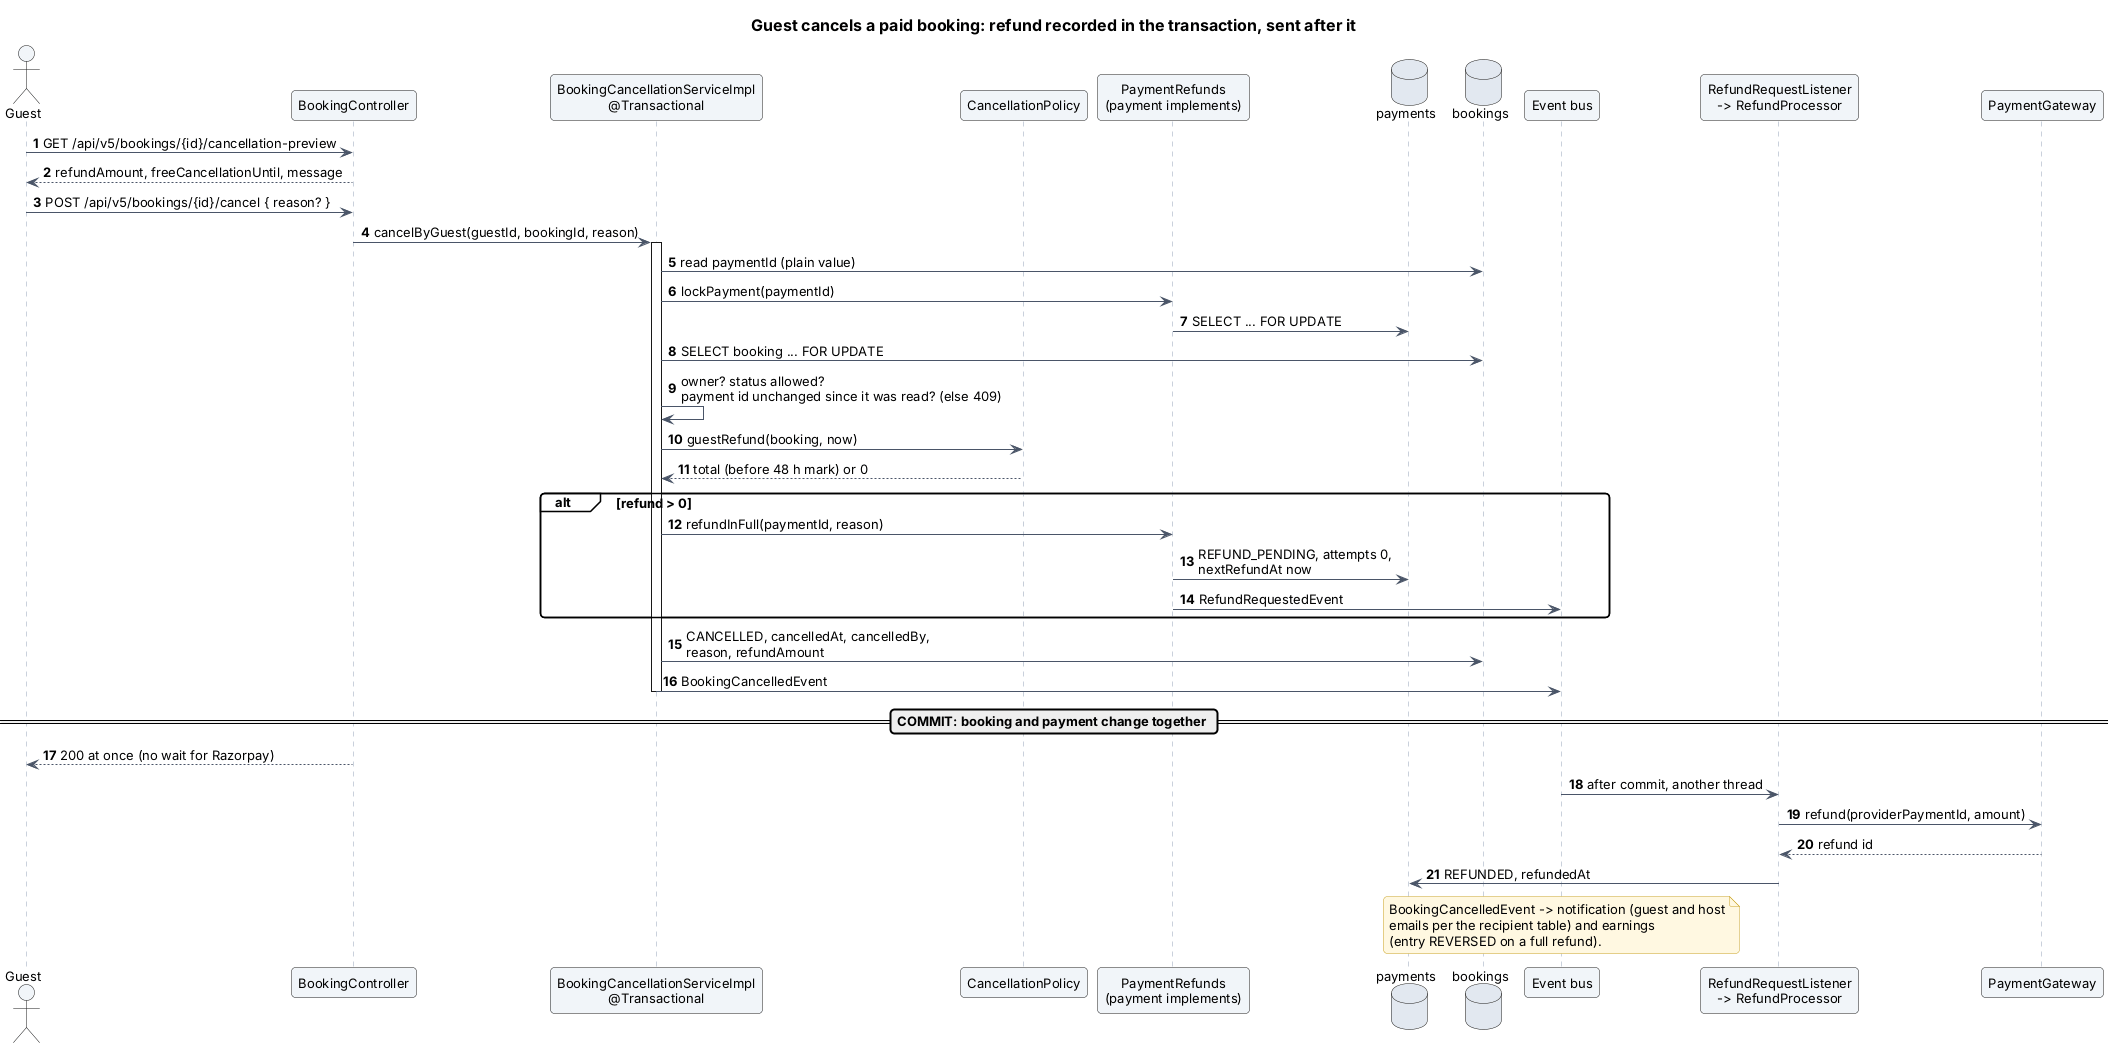 Guest cancels a paid booking: refund recorded in the transaction, sent after it
Guest
BookingController
BookingCancellationServiceImpl
@Transactional
CancellationPolicy
PaymentRefunds
(payment implements)
payments
bookings
Event bus
RefundRequestListener
-> RefundProcessor
PaymentGateway
1 GET /api/v5/bookings/{id}/cancellation-preview
2 refundAmount, freeCancellationUntil, message
3 POST /api/v5/bookings/{id}/cancel { reason? }
4 cancelByGuest(guestId, bookingId, reason)
5 read paymentId (plain value)
6 lockPayment(paymentId)
7 SELECT ... FOR UPDATE
8 SELECT booking ... FOR UPDATE
9 owner? status allowed?
payment id unchanged since it was read? (else 409)
10 guestRefund(booking, now)
11 total (before 48 h mark) or 0
alt [refund > 0]
12 refundInFull(paymentId, reason)
13 REFUND_PENDING, attempts 0,
nextRefundAt now
14 RefundRequestedEvent
15 CANCELLED, cancelledAt, cancelledBy,
reason, refundAmount
16 BookingCancelledEvent
COMMIT: booking and payment change together
17 200 at once (no wait for Razorpay)
18 after commit, another thread
19 refund(providerPaymentId, amount)
20 refund id
21 REFUNDED, refundedAt
BookingCancelledEvent -> notification (guest and host
emails per the recipient table) and earnings
(entry REVERSED on a full refund).
Guest
BookingController
BookingCancellationServiceImpl
@Transactional
CancellationPolicy
PaymentRefunds
(payment implements)
payments
bookings
Event bus
RefundRequestListener
-> RefundProcessor
PaymentGateway